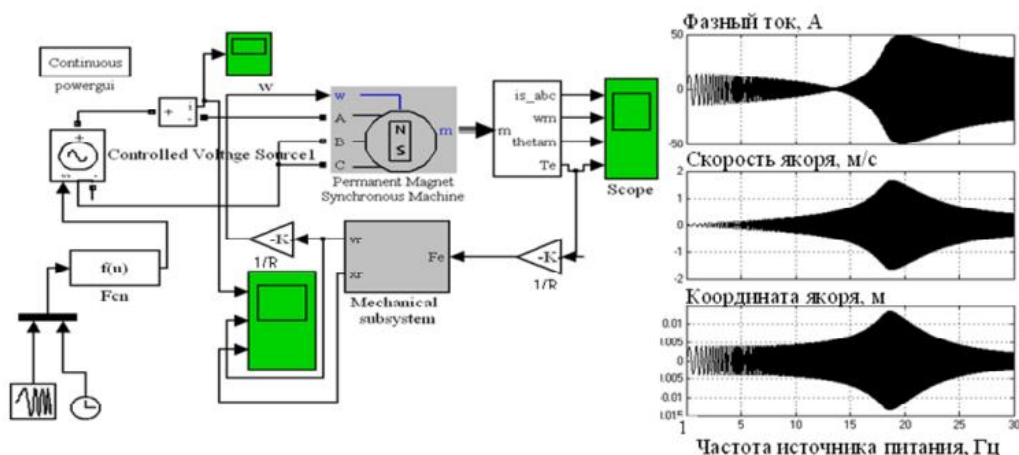 Continuous
powergui
w
Controlled Voltage Source1
w
A
B
C
N
S
m
Permanent Magnet
Synchronous Machine
m
is_abc
wm
thetam
Te
Scope
f(u)
Fcn
-K
1/R
vr
xr
Fe
Mechanical
subsystem
-K
1/R
Фазный ток, А
50
0
-50
Скорость якоря, м/с
2
1
0
-1
-2
Координата якоря, м
0.01
0.005
0
0.005
-0.01
0.015
1
5
10
15
20
25
30
Частота источника питания, Гц